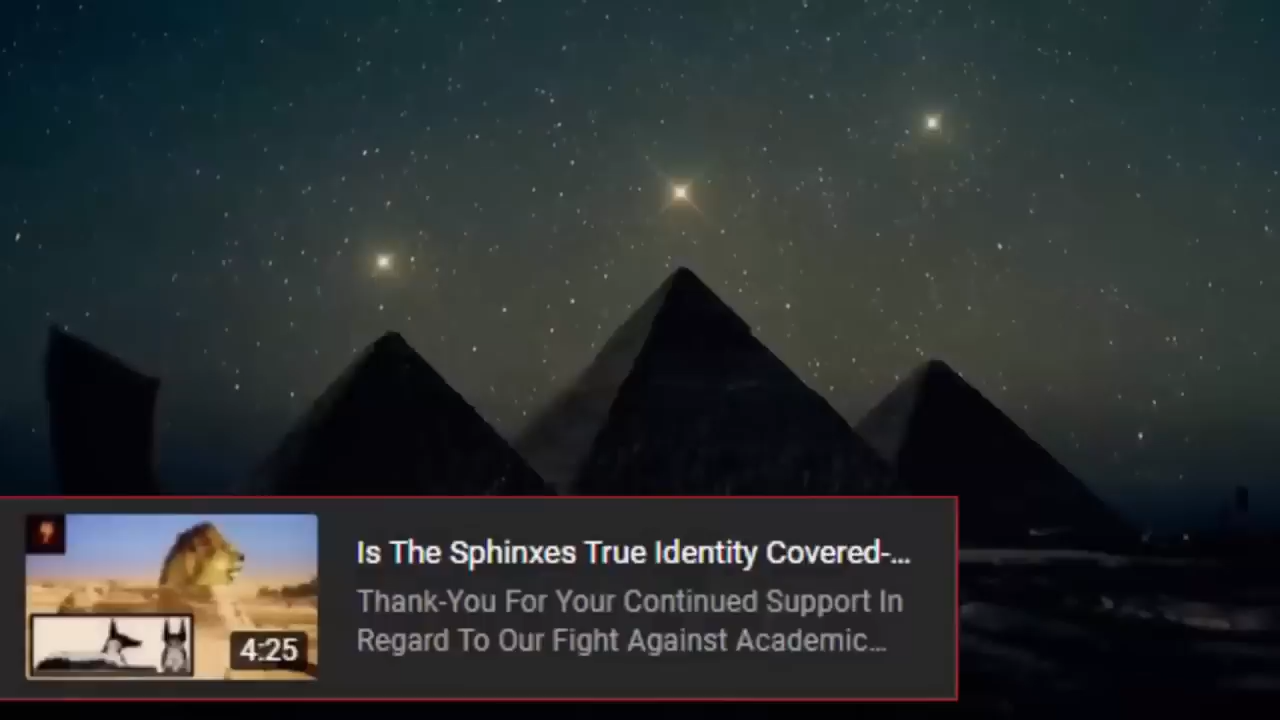 Is The Sphinxes True Identity Covered-...
Thank-You For Your Continued Support In
Regard To Our Fight Against Academic...
4:25